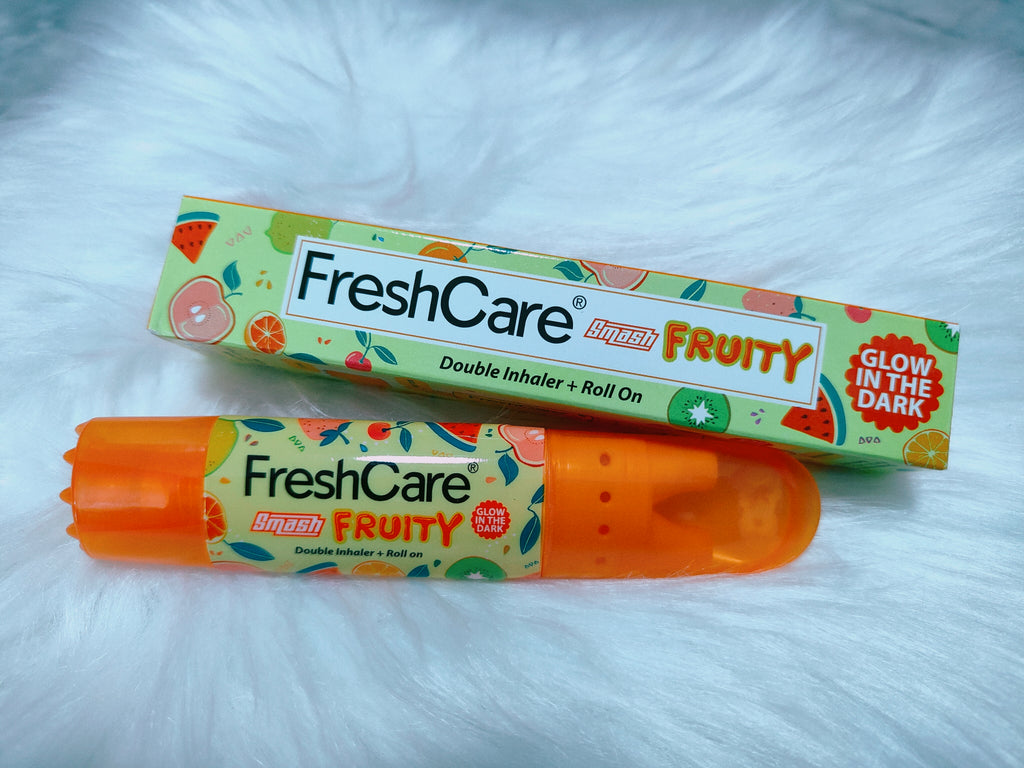 FreshCare® Smash FRUITY
Double Inhaler + Roll On
GLOW
IN THE
DARK
FreshCare®
Smash FRUITY
GLOW
IN THE
DARK
Double Inhaler + Roll on